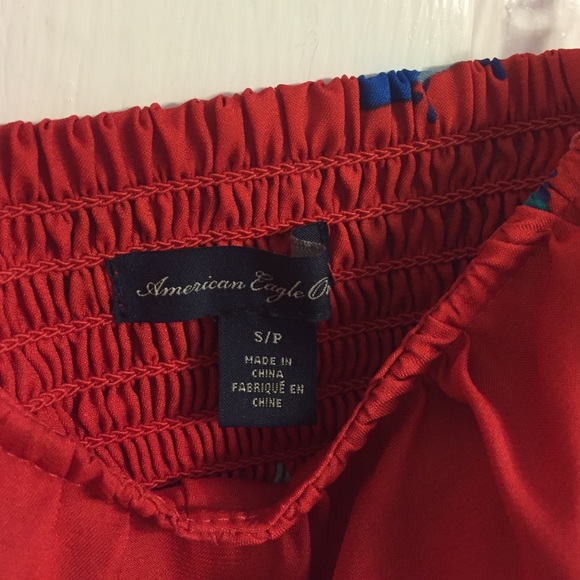 American Eagle
S/P
MADE IN
CHINA
FABRIQUÉ EN
CHINE